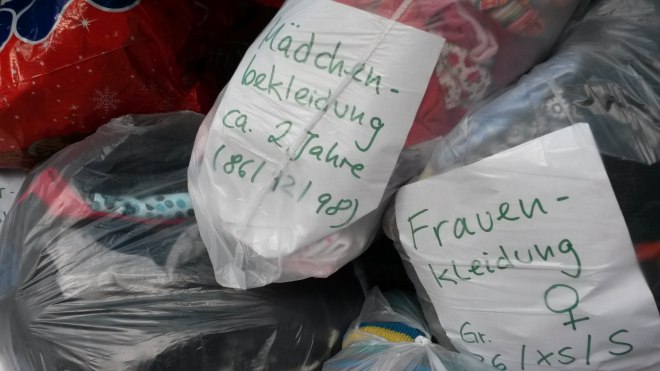 Mädchen-
bekleidung
ca. 2 Jahre
(86/92/98)
Frauen-
kleidung
♀
Gr.
36/xs/S